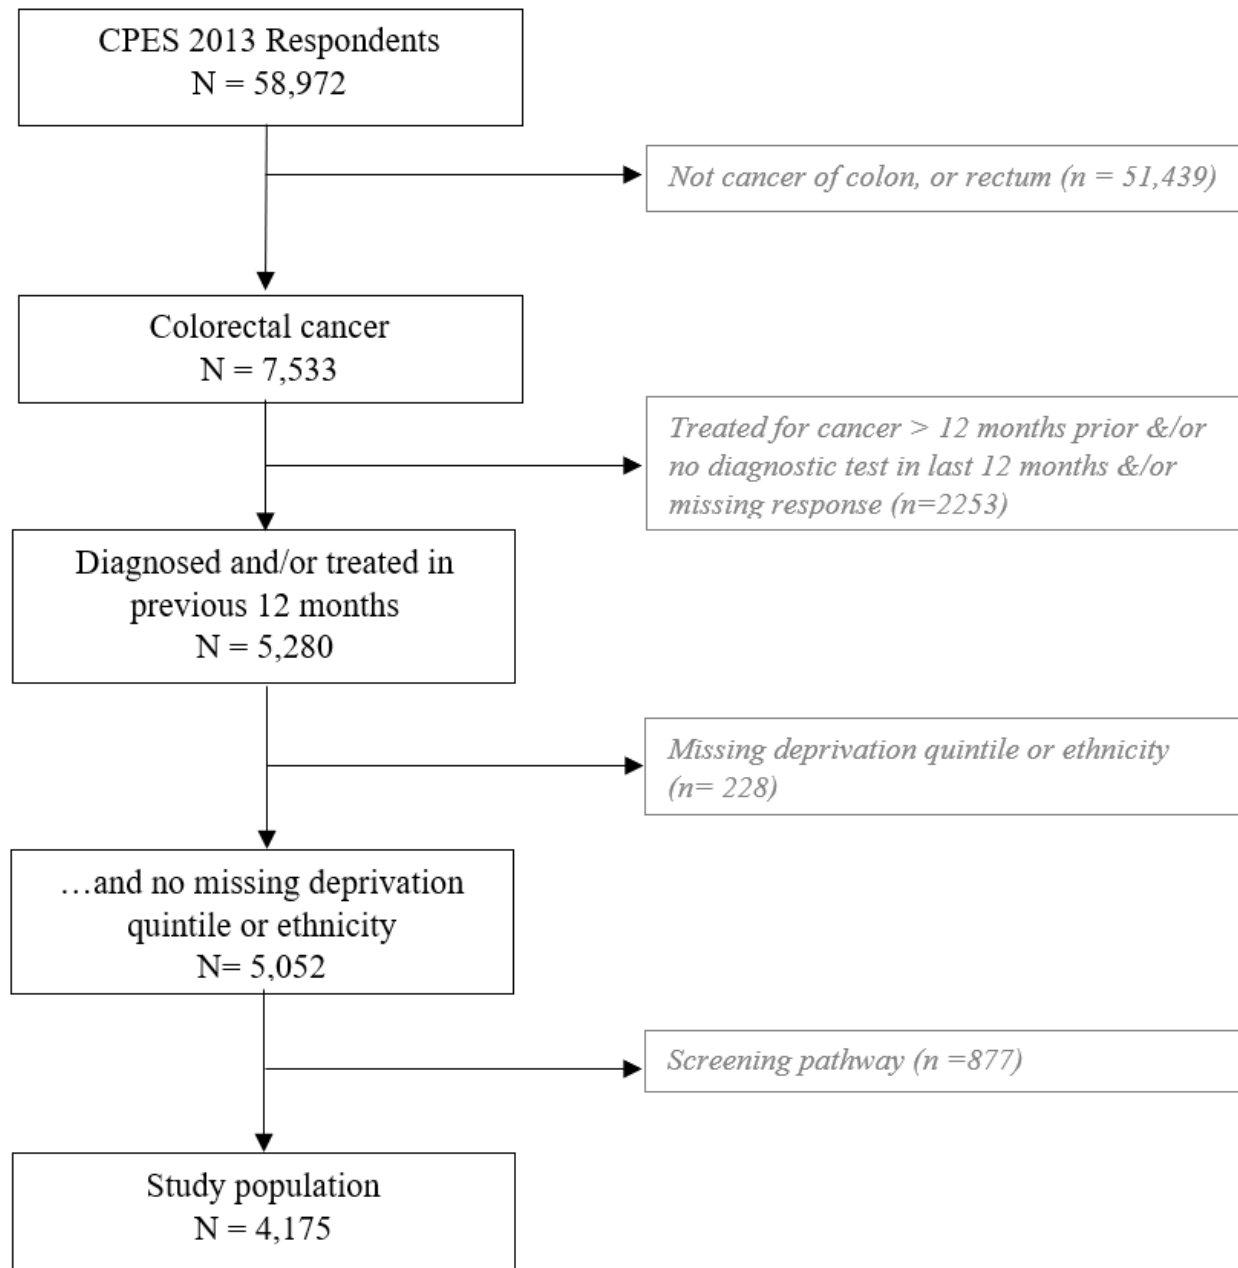 CPES 2013 Respondents
N = 58,972
Not cancer of colon, or rectum (n = 51,439)
Colorectal cancer
N = 7,533
Treated for cancer > 12 months prior &/or
no diagnostic test in last 12 months &/or
missing response (n=2253)
Diagnosed and/or treated in
previous 12 months
N = 5,280
Missing deprivation quintile or ethnicity
(n= 228)
…and no missing deprivation
quintile or ethnicity
N= 5,052
Screening pathway (n =877)
Study population
N = 4,175